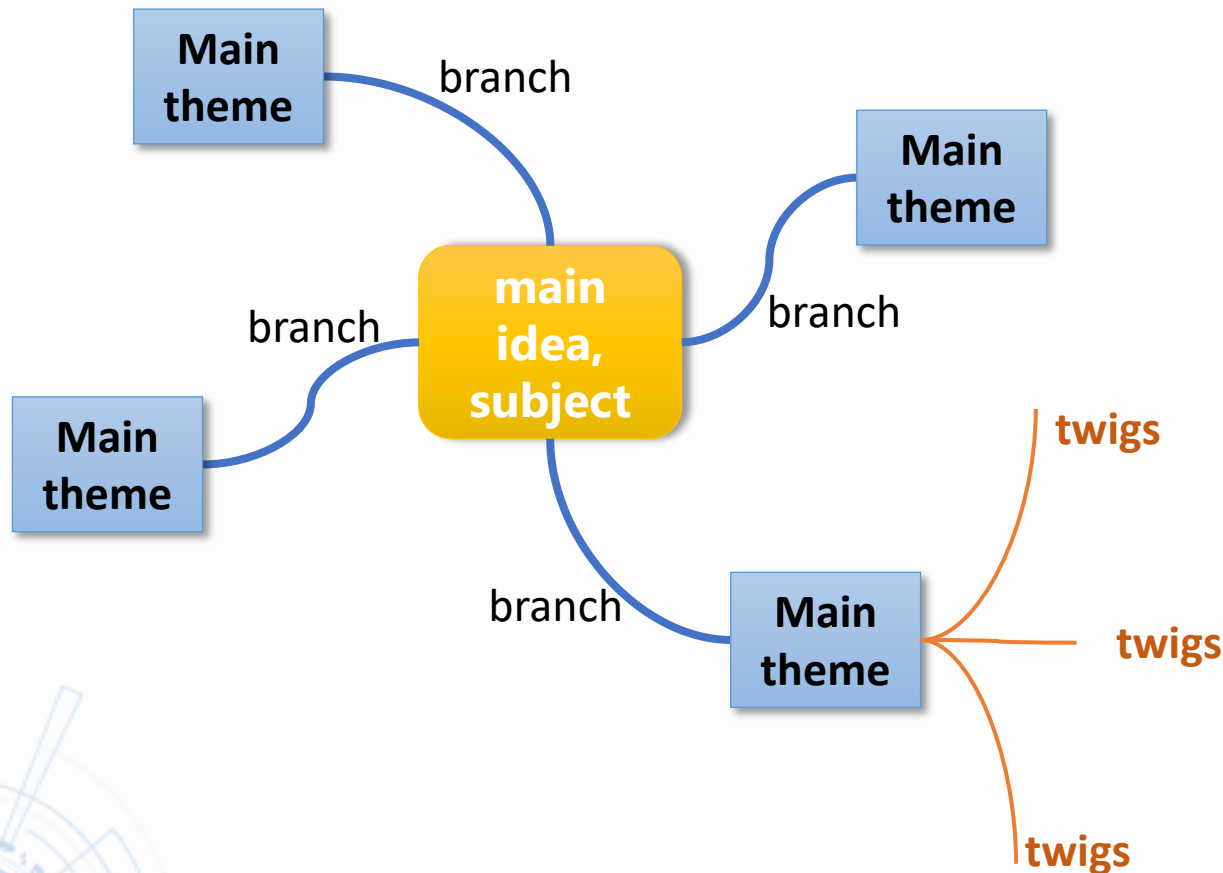 Main
theme
branch
Main
theme
main
idea,
subject
branch
branch
Main
theme
twigs
branch
Main
theme
twigs
twigs